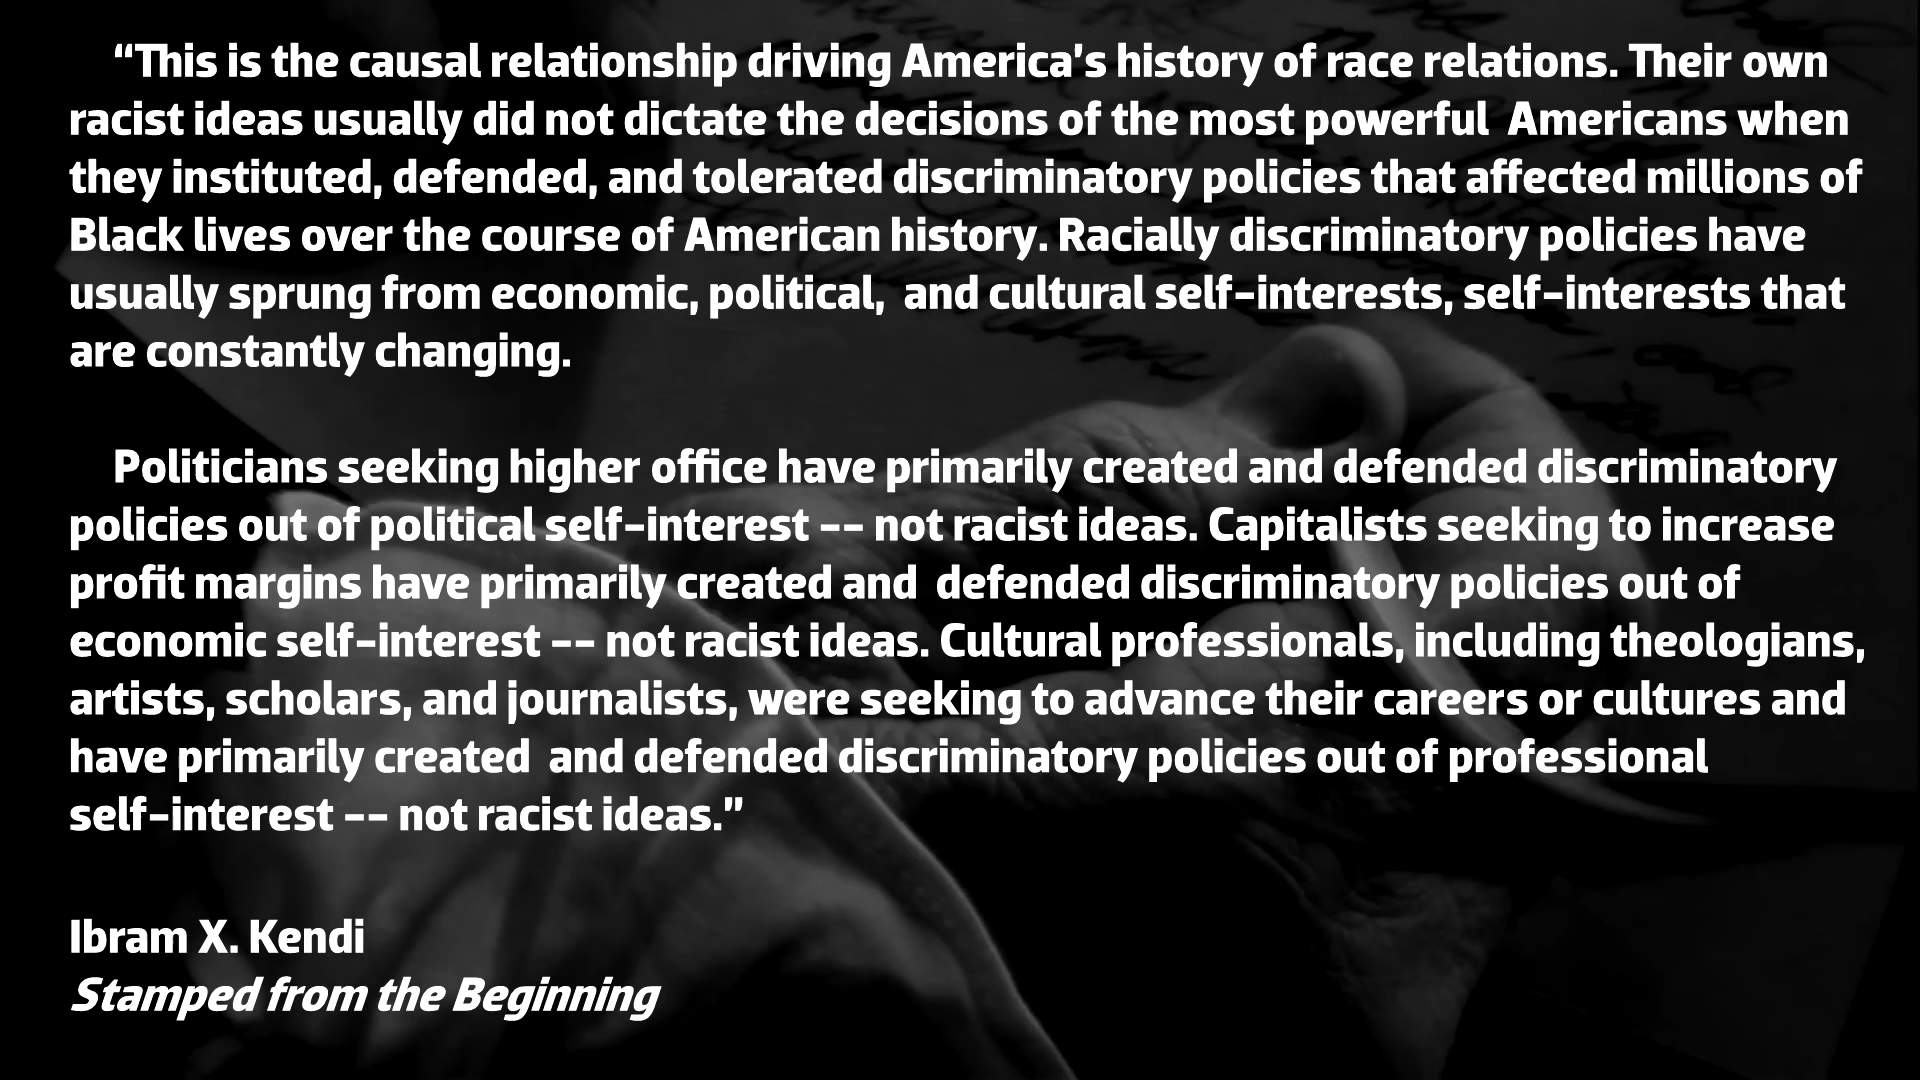 “This is the causal relationship driving America's history of race relations. Their own
racist ideas usually did not dictate the decisions of the most powerful  Americans when
they instituted, defended, and tolerated discriminatory policies that affected millions of
Black lives over the course of American history. Racially discriminatory policies have
usually sprung from economic, political,  and cultural self-interests, self-interests that
are constantly changing.
Politicians seeking higher office have primarily created and defended discriminatory
policies out of political self-interest -- not racist ideas. Capitalists seeking to increase
profit margins have primarily created and  defended discriminatory policies out of
economic self-interest -- not racist ideas. Cultural professionals, including theologians,
artists, scholars, and journalists, were seeking to advance their careers or cultures and
have primarily created  and defended discriminatory policies out of professional
self-interest -- not racist ideas.”
Ibram X. Kendi
Stamped from the Beginning